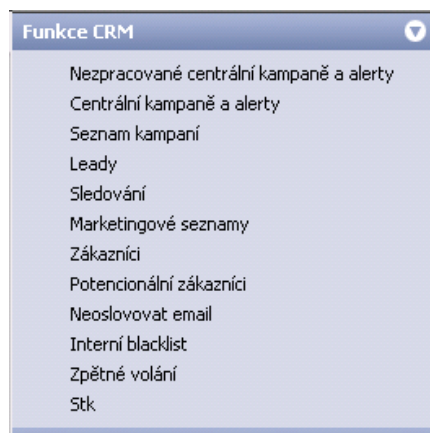 Funkce CRM
Nezpracované centrální kampaně a alerty
Centrální kampaně a alerty
Seznam kampaní
Leady
Sledování
Marketingové seznamy
Zákazníci
Potencionální zákazníci
Neoslovovat email
Interní blacklist
Zpětné volání
Stk